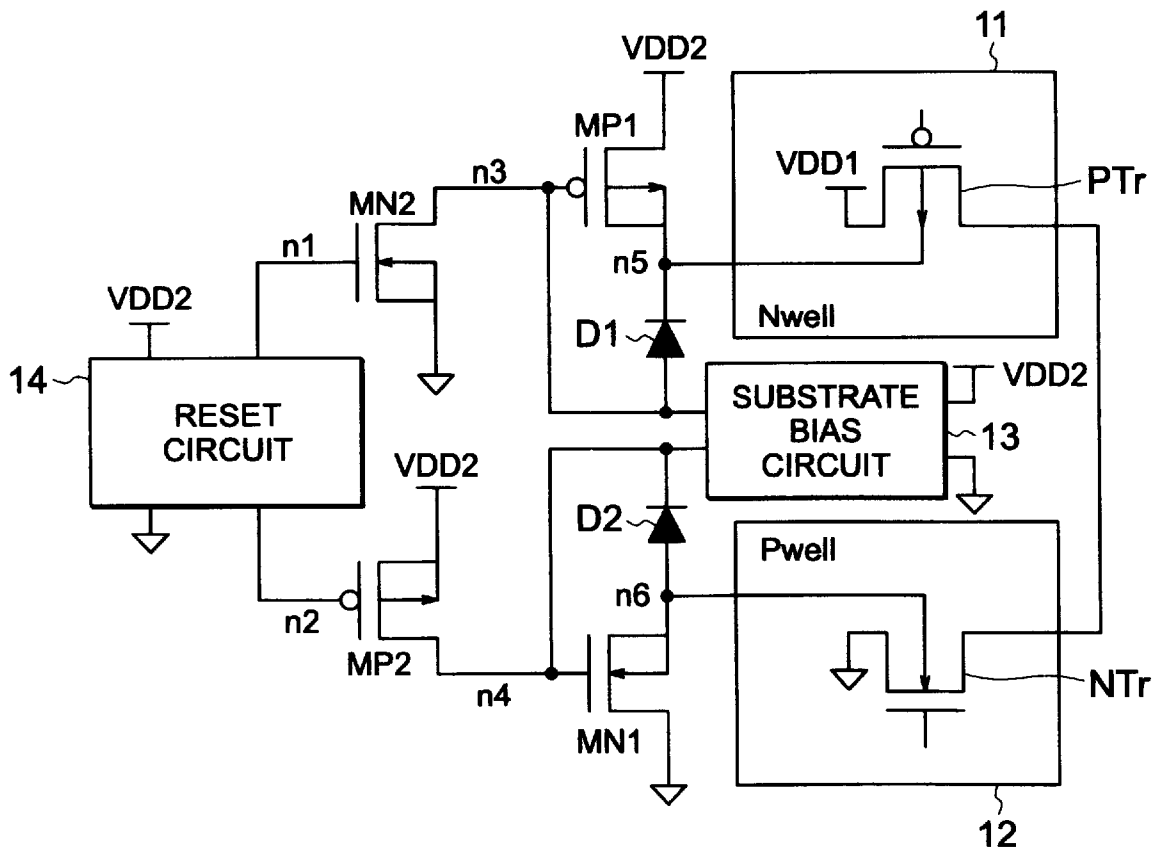 11
VDD2
MP1
n3
MN2
n1
VDD1
PTr
n5
VDD2
Nwell
D1
14
RESET
CIRCUIT
SUBSTRATE
BIAS
CIRCUIT
VDD2
13
VDD2
D2
Pwell
n6
n2
MP2
n4
MN1
NTr
12